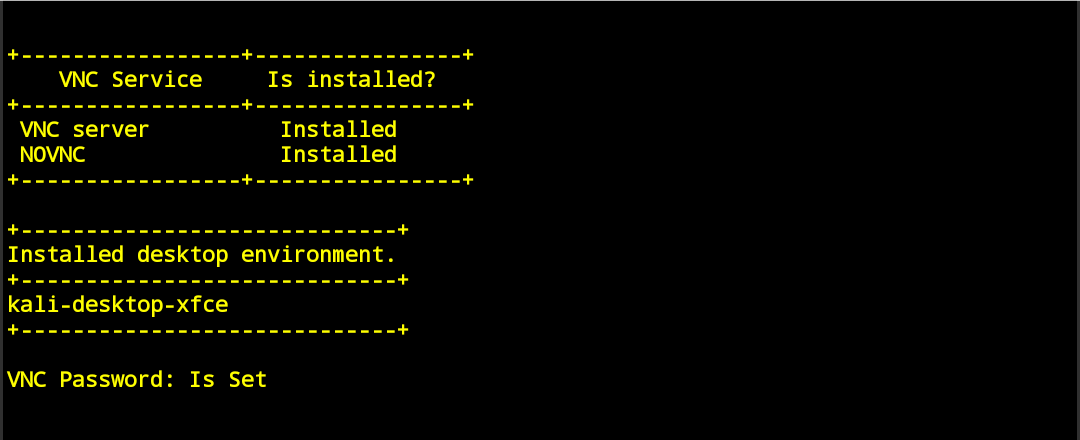 +-----------------+----------------+
    VNC Service     Is installed?
+-----------------+----------------+
 VNC server          Installed
 NOVNC               Installed
+-----------------+----------------+
+-----------------------------+
Installed desktop environment.
+-----------------------------+
kali-desktop-xfce
+-----------------------------+
VNC Password: Is Set